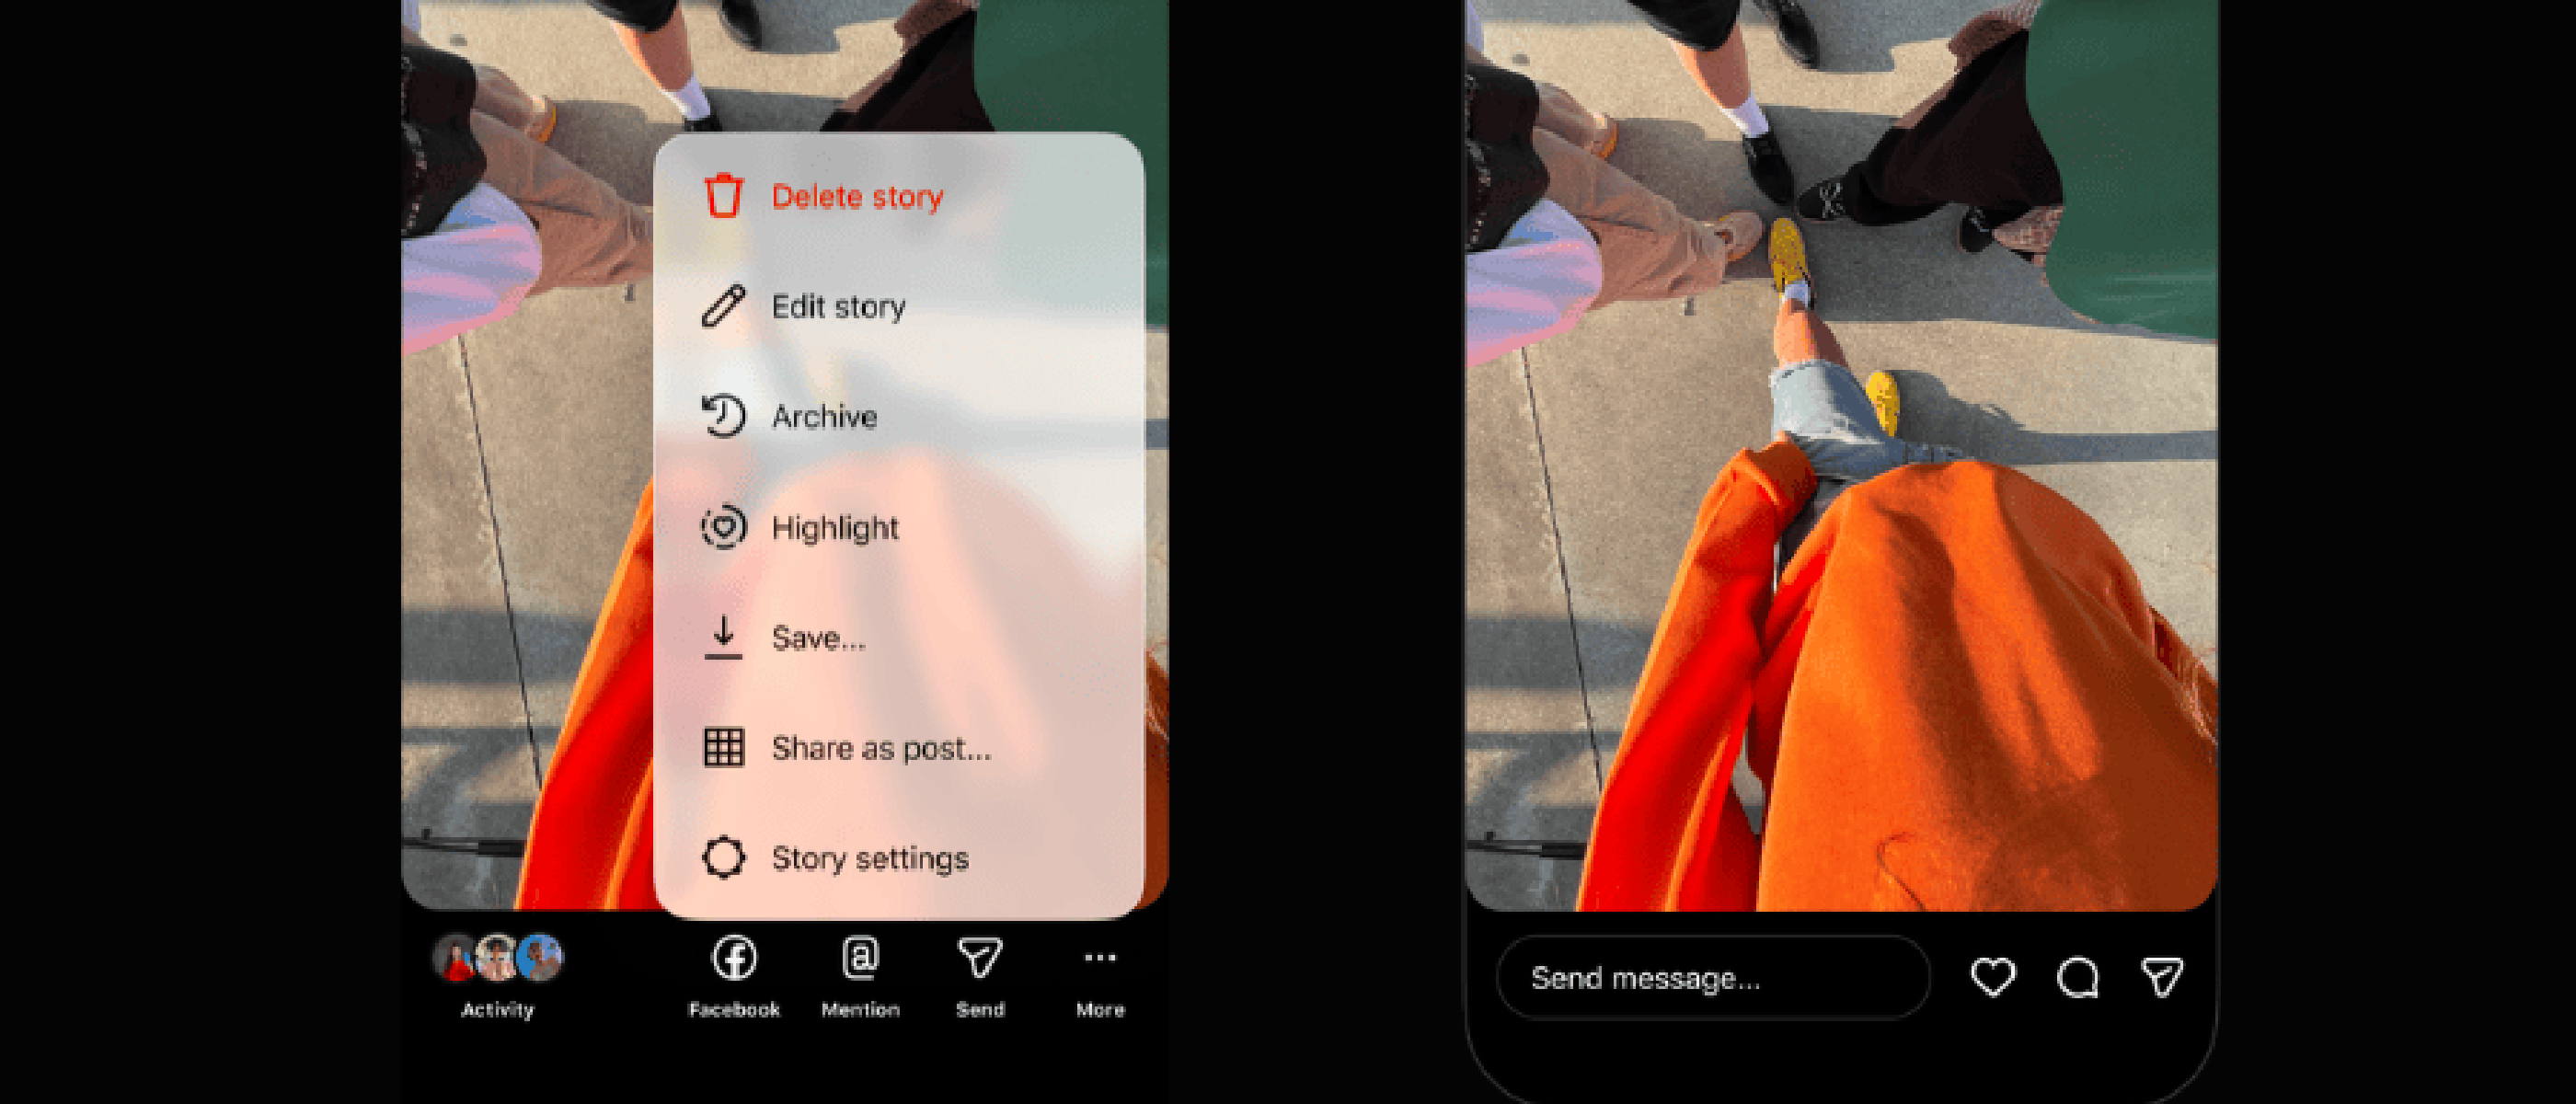 Delete story
Edit story
Archive
Highlight
Save...
Share as post...
Story settings
Activity
Facebook
Mention
Send
More
Send message...